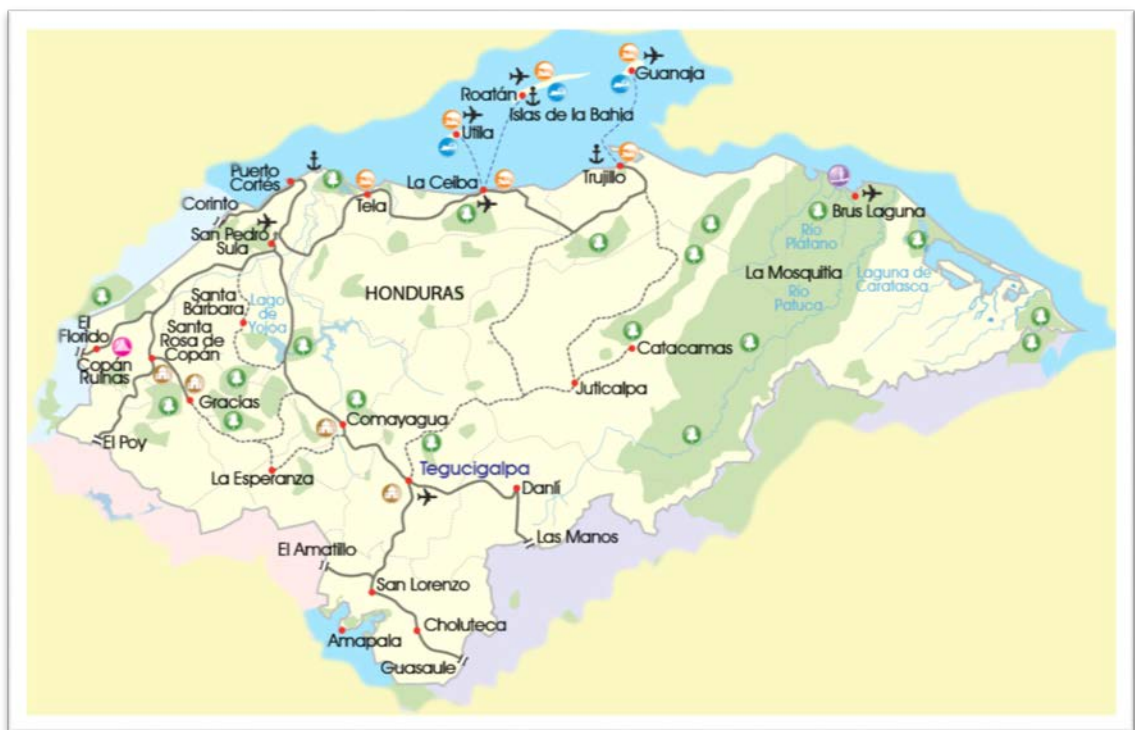 Guanaja
Roatán
Islas de la Bahia
Utila
Puerto
Cortés
La Ceiba
Trujillo
Corinto
Tela
Brus Laguna
San Pedro
Sula
Río
Plátano
La Mosquitia
Laguna de
Caratasca
Río
Patuca
HONDURAS
Santa
Bárbara
Lago
de
Yojoa
El
Florido
Santa
Rosa de
Copán
Copán
Ruinas
Catacamas
Juticalpa
Gracias
Comayagua
El Poy
La Esperanza
Tegucigalpa
Danlí
Las Manos
El Amatillo
San Lorenzo
Choluteca
Amapala
Guasaule